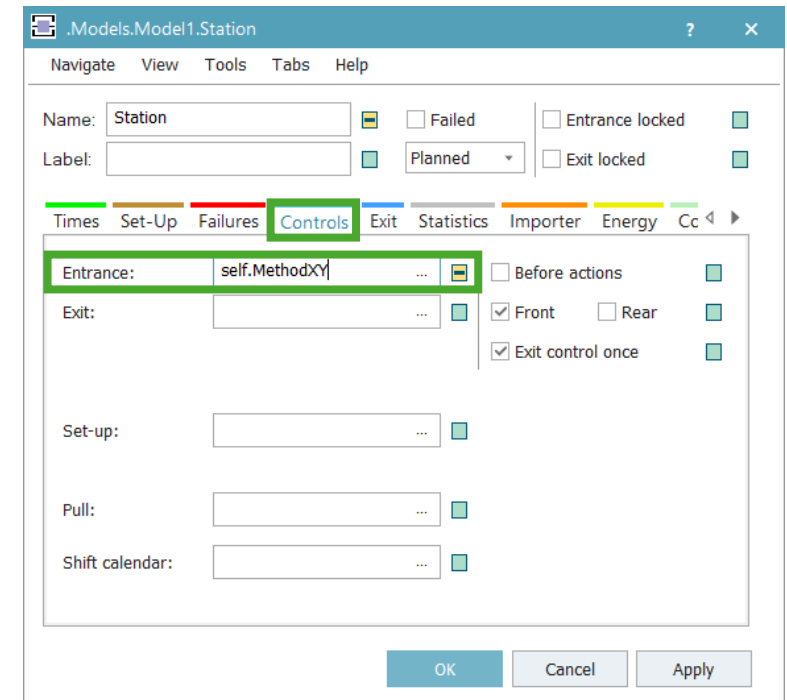 .Models.Model1.Station ? ×
Navigate View Tools Tabs Help
Name: Station Failed Entrance locked
Label: Planned Exit locked
Times Set-Up Failures Controls Exit Statistics Importer Energy Cc
Entrance: self.MethodXY ... Before actions
Exit: ... Front Rear
Exit control once
Set-up: ...
Pull: ...
Shift calendar: ...
OK Cancel Apply